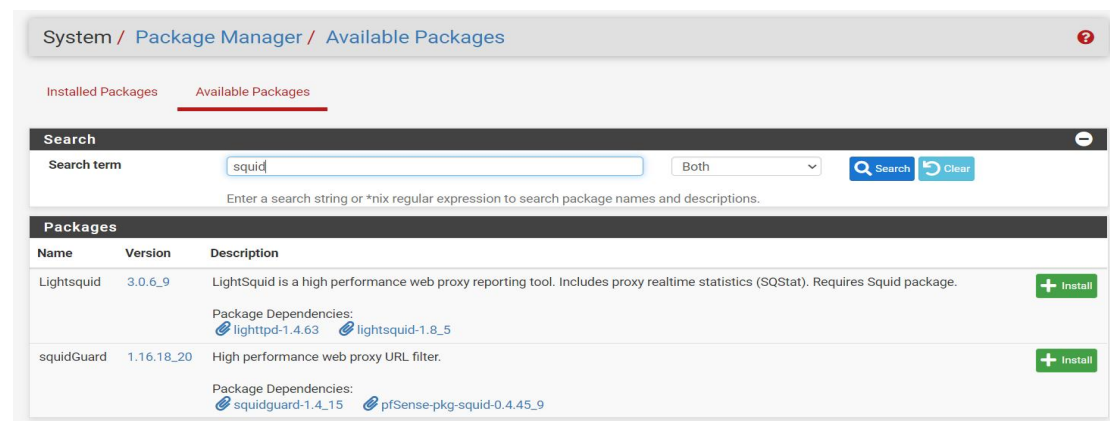 System / Package Manager / Available Packages
Installed Packages Available Packages
Search
Search term squid Both Search Clear
Enter a search string or *nix regular expression to search package names and descriptions.
Packages
Name Version Description
Lightsquid 3.0.6_9 LightSquid is a high performance web proxy reporting tool. Includes proxy realtime statistics (SQStat). Requires Squid package. Install
Package Dependencies:
lighttpd-1.4.63 lightsquid-1.8_5
squidGuard 1.16.18_20 High performance web proxy URL filter. Install
Package Dependencies:
squidguard-1.4_15 pfSense-pkg-squid-0.4.45_9